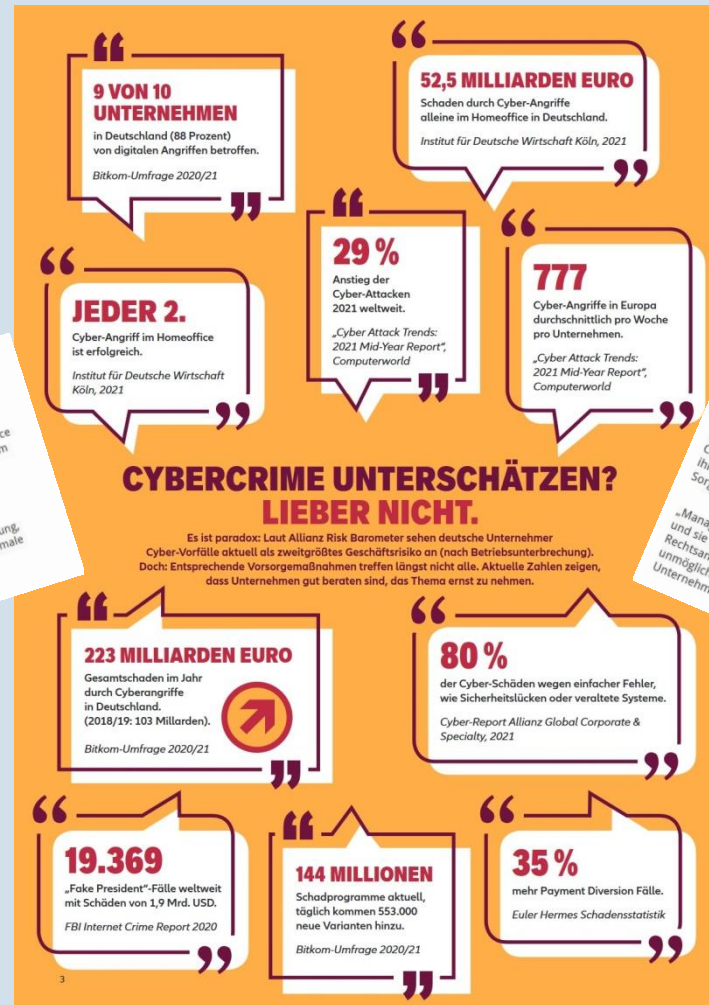 9 VON 10
UNTERNEHMEN
in Deutschland (88 Prozent)
von digitalen Angriffen betroffen.
Bitkom-Umfrage 2020/21
52,5 MILLIARDEN EURO
Schaden durch Cyber-Angriffe
alleine im Homeoffice in Deutschland.
Institut für Deutsche Wirtschaft Köln, 2021
JEDER 2.
Cyber-Angriff im Homeoffice
ist erfolgreich.
Institut für Deutsche Wirtschaft
Köln, 2021
29 %
Anstieg der
Cyber-Attacken
2021 weltweit.
„Cyber Attack Trends:
2021 Mid-Year Report“,
Computerworld
777
Cyber-Angriffe in Europa
durchschnittlich pro Woche
pro Unternehmen.
„Cyber Attack Trends:
2021 Mid-Year Report“,
Computerworld
CYBERCRIME UNTERSCHÄTZEN?
LIEBER NICHT.
Es ist paradox: Laut Allianz Risk Barometer sehen deutsche Unternehmer
Cyber-Vorfälle aktuell als zweitgrößtes Geschäftsrisiko an (nach Betriebsunterbrechung).
Doch: Entsprechende Vorsorgemaßnahmen treffen längst nicht alle. Aktuelle Zahlen zeigen,
dass Unternehmen gut beraten sind, das Thema ernst zu nehmen.
223 MILLIARDEN EURO
Gesamtschaden im Jahr
durch Cyberangriffe
in Deutschland.
(2018/19: 103 Millarden).
Bitkom-Umfrage 2020/21
80 %
der Cyber-Schäden wegen einfacher Fehler,
wie Sicherheitslücken oder veraltete Systeme.
Cyber-Report Allianz Global Corporate &
Specialty, 2021
19.369
„Fake President“-Fälle weltweit
mit Schäden von 1,9 Mrd. USD.
FBI Internet Crime Report 2020
144 MILLIONEN
Schadprogramme aktuell,
täglich kommen 553.000
neue Varianten hinzu.
Bitkom-Umfrage 2020/21
35 %
mehr Payment Diversion Fälle.
Euler Hermes Schadensstatistik
3
und sie